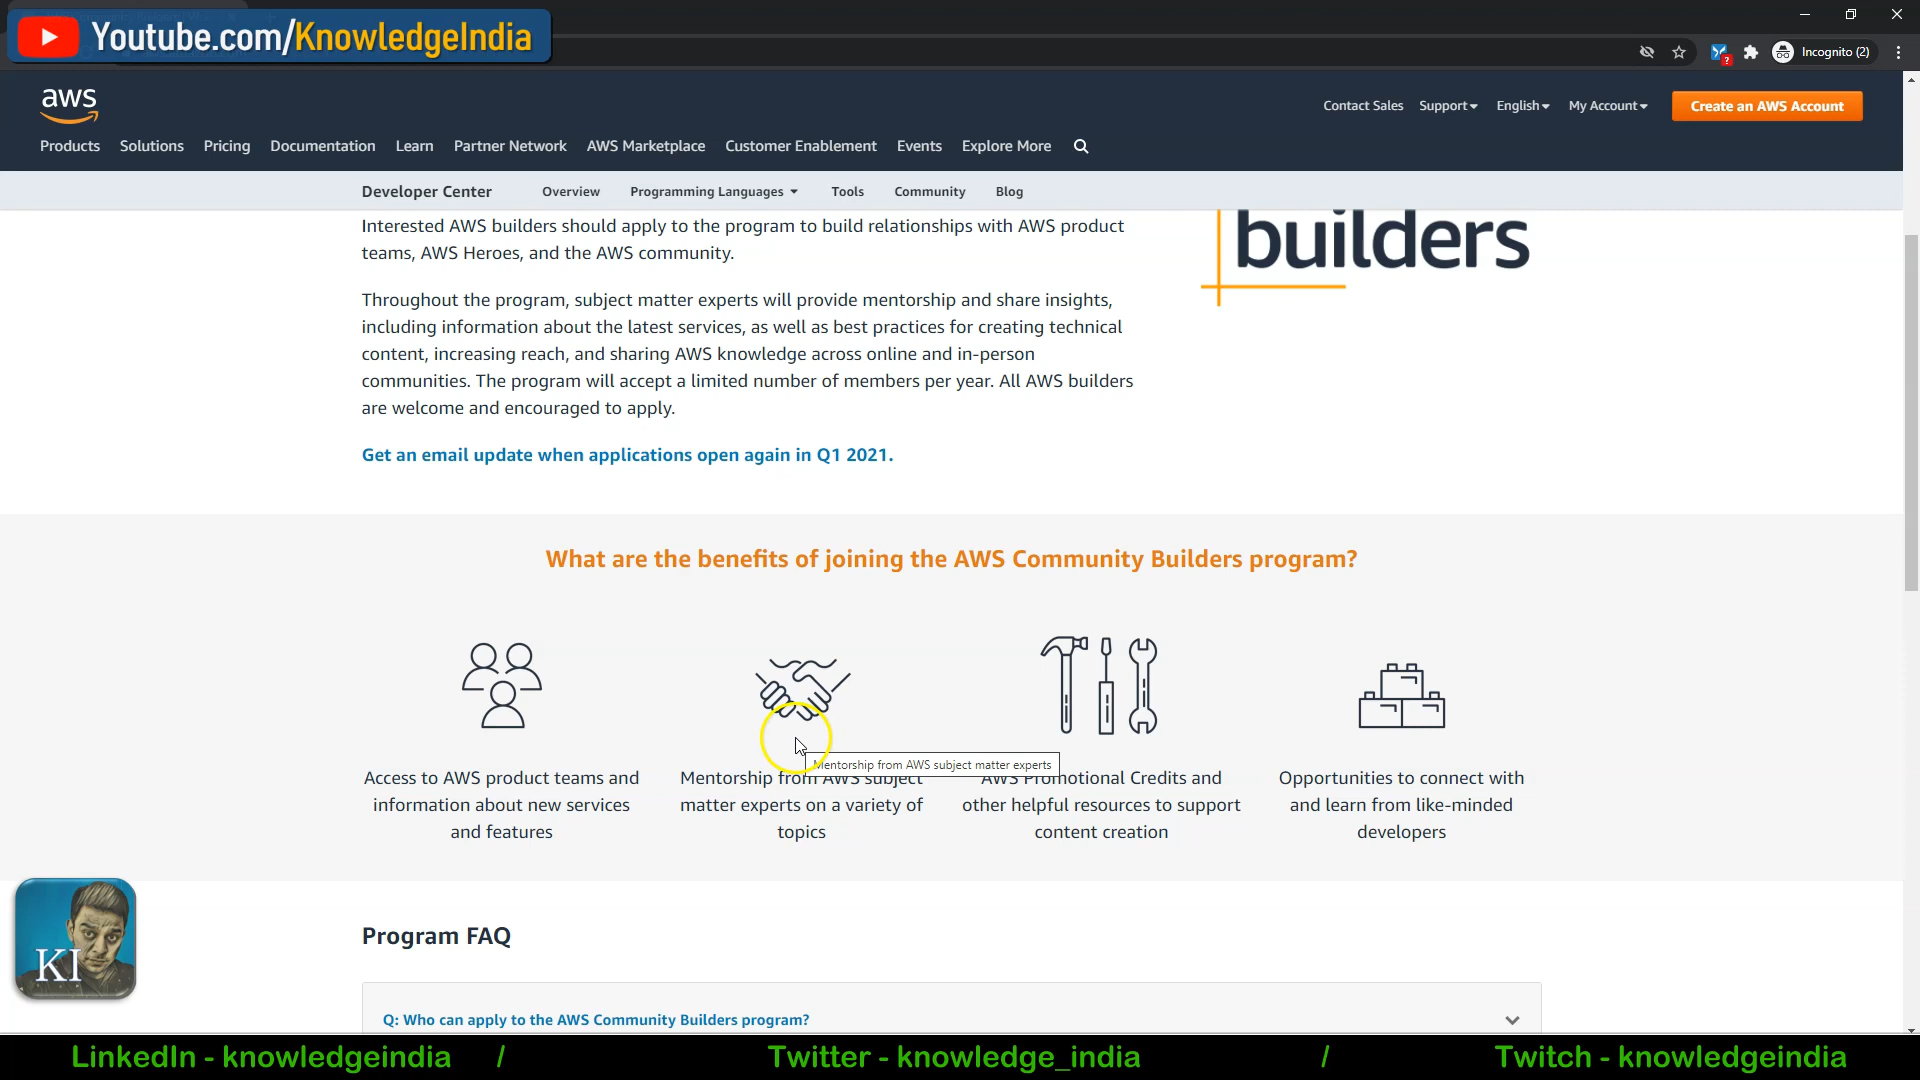 Youtube.com/KnowledgeIndia
Incognito (2)
aws
Contact Sales Support English My Account Create an AWS Account
Products Solutions Pricing Documentation Learn Partner Network AWS Marketplace Customer Enablement Events Explore More
Developer Center Overview Programming Languages Tools Community Blog
Interested AWS builders should apply to the program to build relationships with AWS product
teams, AWS Heroes, and the AWS community.
builders
Throughout the program, subject matter experts will provide mentorship and share insights,
including information about the latest services, as well as best practices for creating technical
content, increasing reach, and sharing AWS knowledge across online and in-person
communities. The program will accept a limited number of members per year. All AWS builders
are welcome and encouraged to apply.
Get an email update when applications open again in Q1 2021.
What are the benefits of joining the AWS Community Builders program?
Mentorship from AWS subject matter experts
Access to AWS product teams and
information about new services
and features
Mentorship from AWS subject
matter experts on a variety of
topics
AWS Promotional Credits and
other helpful resources to support
content creation
Opportunities to connect with
and learn from like-minded
developers
KI
Program FAQ
Q: Who can apply to the AWS Community Builders program?
LinkedIn - knowledgeindia / Twitter - knowledge_india / Twitch - knowledgeindia